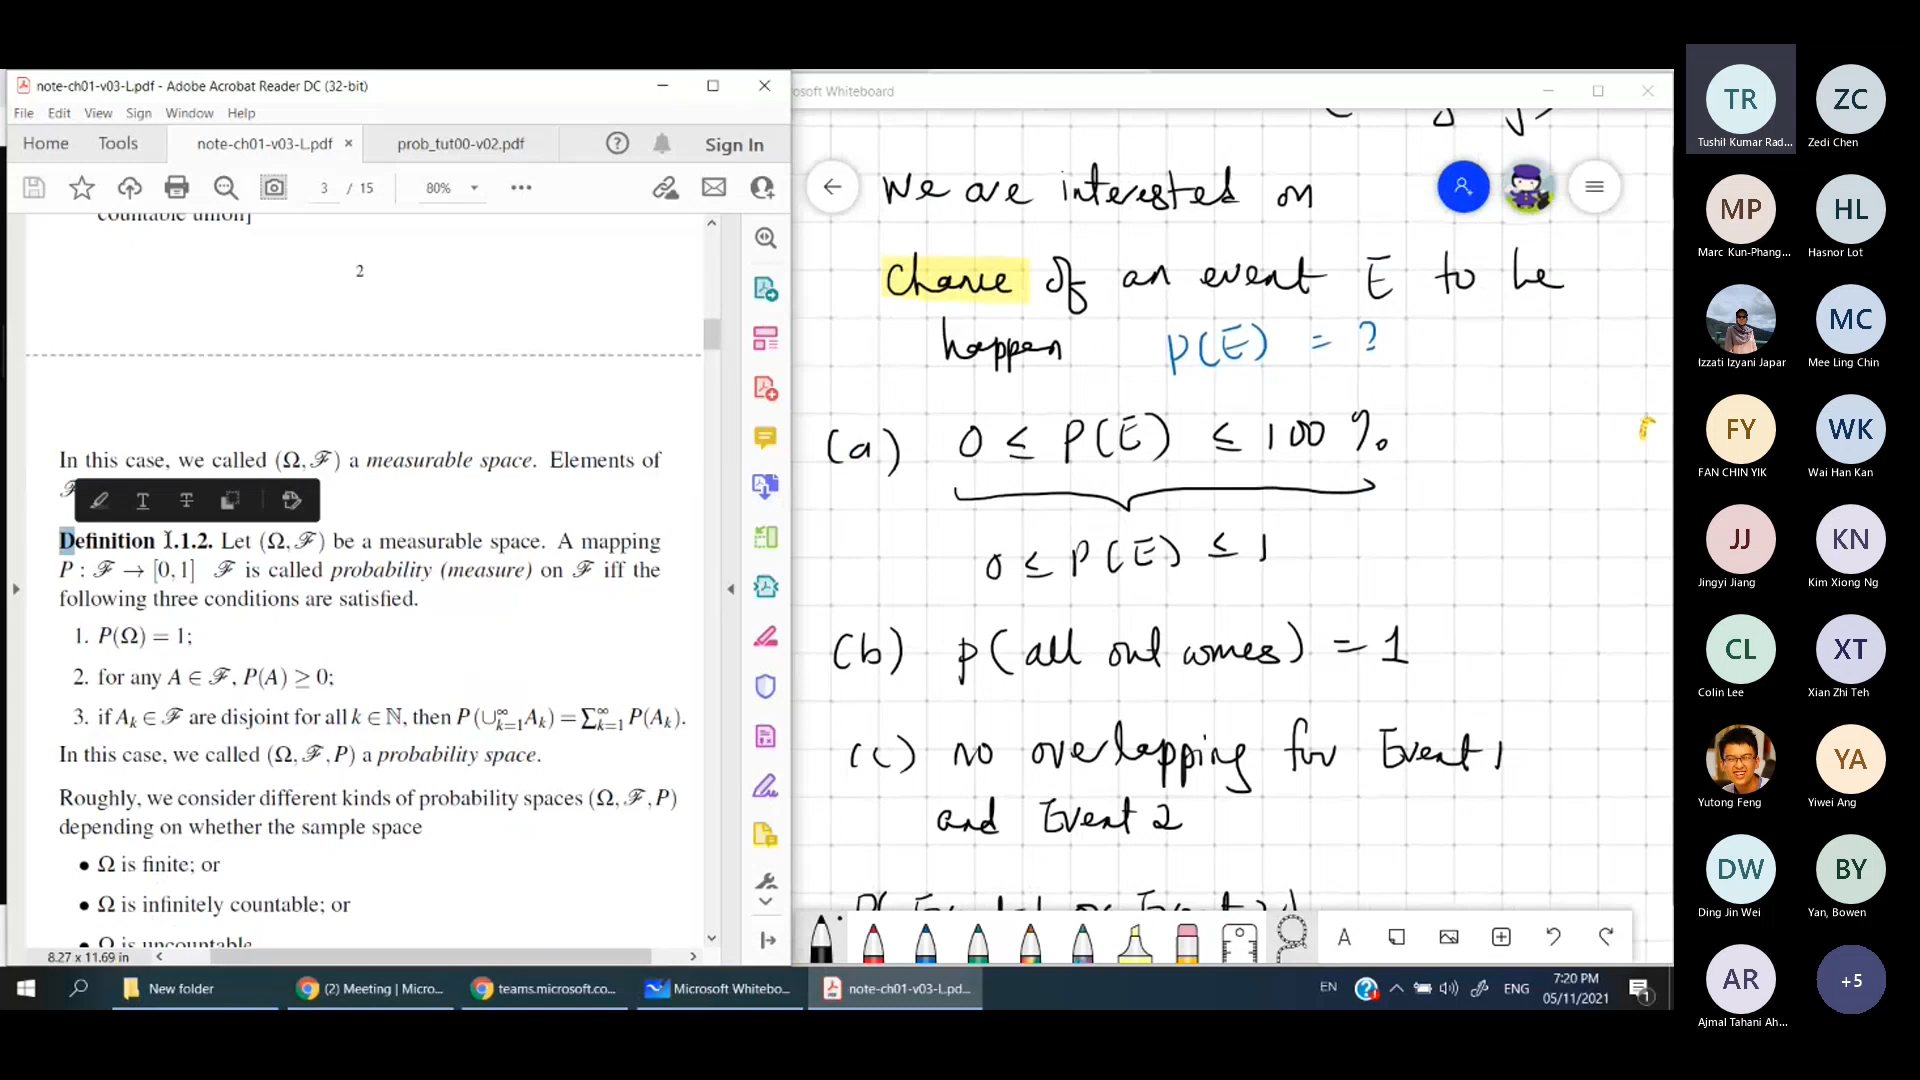 note-ch01-v03-L.pdf - Adobe Acrobat Reader DC (32-bit)
File Edit View Sign Window Help
Home Tools note-ch01-v03-L.pdf × prob_tut00-v02.pdf Sign In
3 / 15 80%
countable union]
2
In this case, we called (Ω, ℱ) a measurable space. Elements of
ℱ
Definition 1.1.2. Let (Ω, ℱ) be a measurable space. A mapping
P : ℱ → [0, 1] ℱ is called probability (measure) on ℱ iff the
following three conditions are satisfied.
1. P(Ω) = 1;
2. for any A ∈ ℱ, P(A) ≥ 0;
3. if Aₖ ∈ ℱ are disjoint for all k ∈ ℕ, then P(∪_{k=1}^∞ Aₖ) = ∑_{k=1}^∞ P(Aₖ).
In this case, we called (Ω, ℱ, P) a probability space.
Roughly, we consider different kinds of probability spaces (Ω, ℱ, P)
depending on whether the sample space
• Ω is finite; or
• Ω is infinitely countable; or
• Ω is uncountable
8.27 x 11.69 in
osoft Whiteboard
We are interested on
chance of an event E to be
happen P(E) = ?
(a) 0 ≤ P(E) ≤ 100 %
0 ≤ P(E) ≤ 1
(b) P(all outcomes) = 1
(c) no overlapping for Event 1
and Event 2
TR
Tushil Kumar Rad...
ZC
Zedi Chen
MP
Marc Kun-Phang...
HL
Hasnor Lot
Izzati Izyani Japar
MC
Mee Ling Chin
FY
FAN CHIN YIK
WK
Wai Han Kan
JJ
Jingyi Jiang
KN
Kim Xiong Ng
CL
Colin Lee
XT
Xian Zhi Teh
Yutong Feng
YA
Yiwei Ang
DW
Ding Jin Wei
BY
Yan, Bowen
AR
Ajmal Tahani Ah...
+5
New folder
(2) Meeting | Micro...
teams.microsoft.co...
Microsoft Whitebo...
note-ch01-v03-L.pd...
EN
ENG
7:20 PM
05/11/2021
1